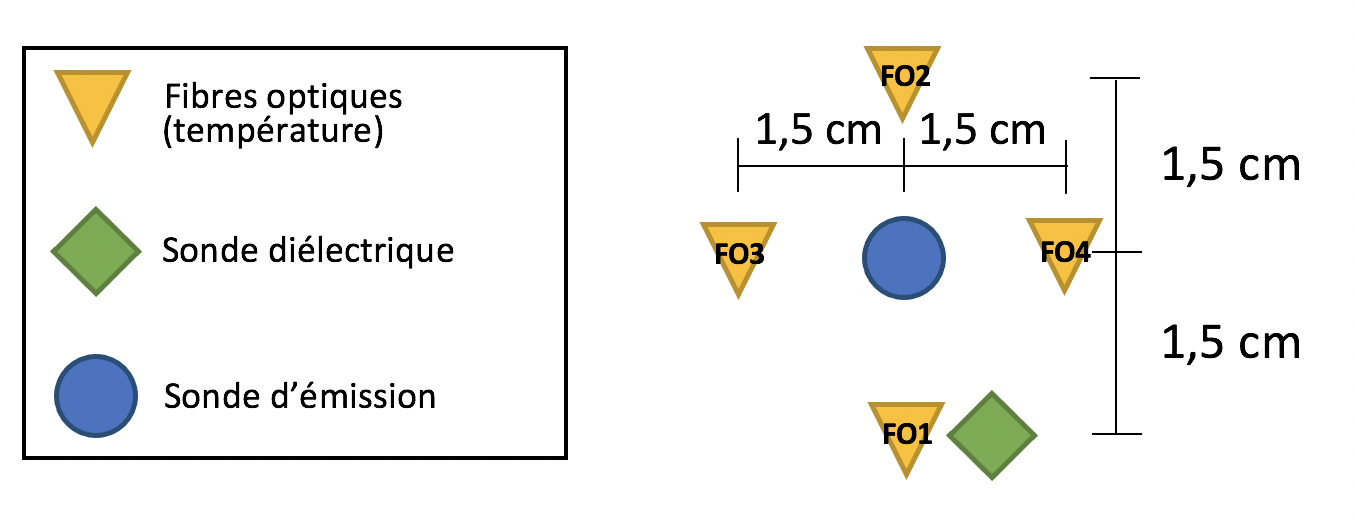 Fibres optiques
(température)
Sonde diélectrique
Sonde d’émission
FO2
1,5 cm
1,5 cm
1,5 cm
FO3
FO4
1,5 cm
FO1